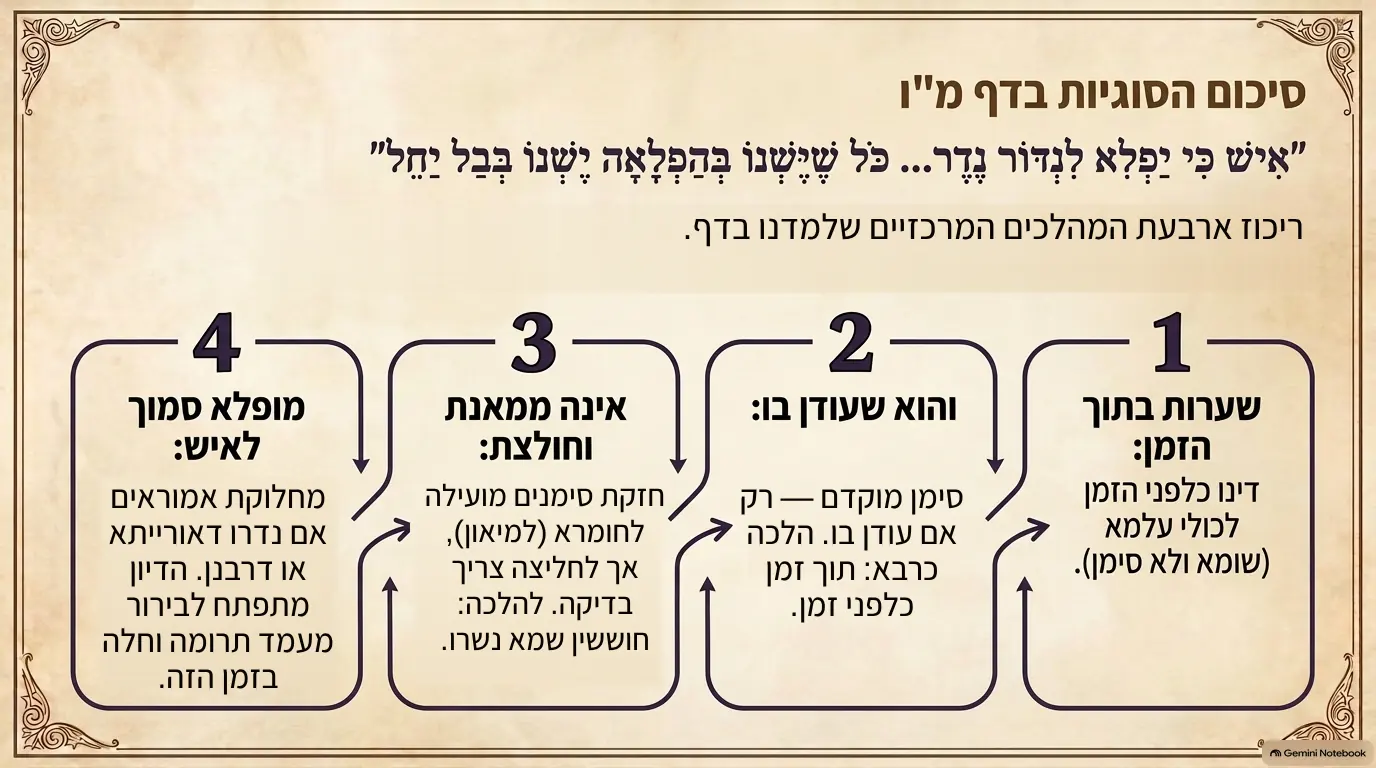 סיכום הסוגיות בדף מ"ו
"אִישׁ כִּי יַפְלִא לִנְדּוֹר נֶדֶר... כֹּל שֶׁיֶּשְׁנוֹ בְּהַפְלָאָה יֶשְׁנוֹ בְּבַל יַחֵל"
ריכוז ארבעת המהלכים המרכזיים שלמדנו בדף.
1
שערות בתוך
הזמן:
דינו כלפני הזמן
לכולי עלמא
(שומא ולא סימן).
2
והוא שעודן בו:
סימן מוקדם — רק
אם עודן בו. הלכה
כרבא: תוך זמן
כלפני זמן.
3
אינה ממאנת
וחולצת:
חזקת סימנים מועילה
לחומרא (למיאון),
אך לחליצה צריך
בדיקה. להלכה:
חוששין שמא נשרו.
4
מופלא סמוך
לאיש:
מחלוקת אמוראים
אם נדרו דאורייתא
או דרבנן. הדיון
מתפתח לבירור
מעמד תרומה וחלה
בזמן הזה.
Gemini Notebook